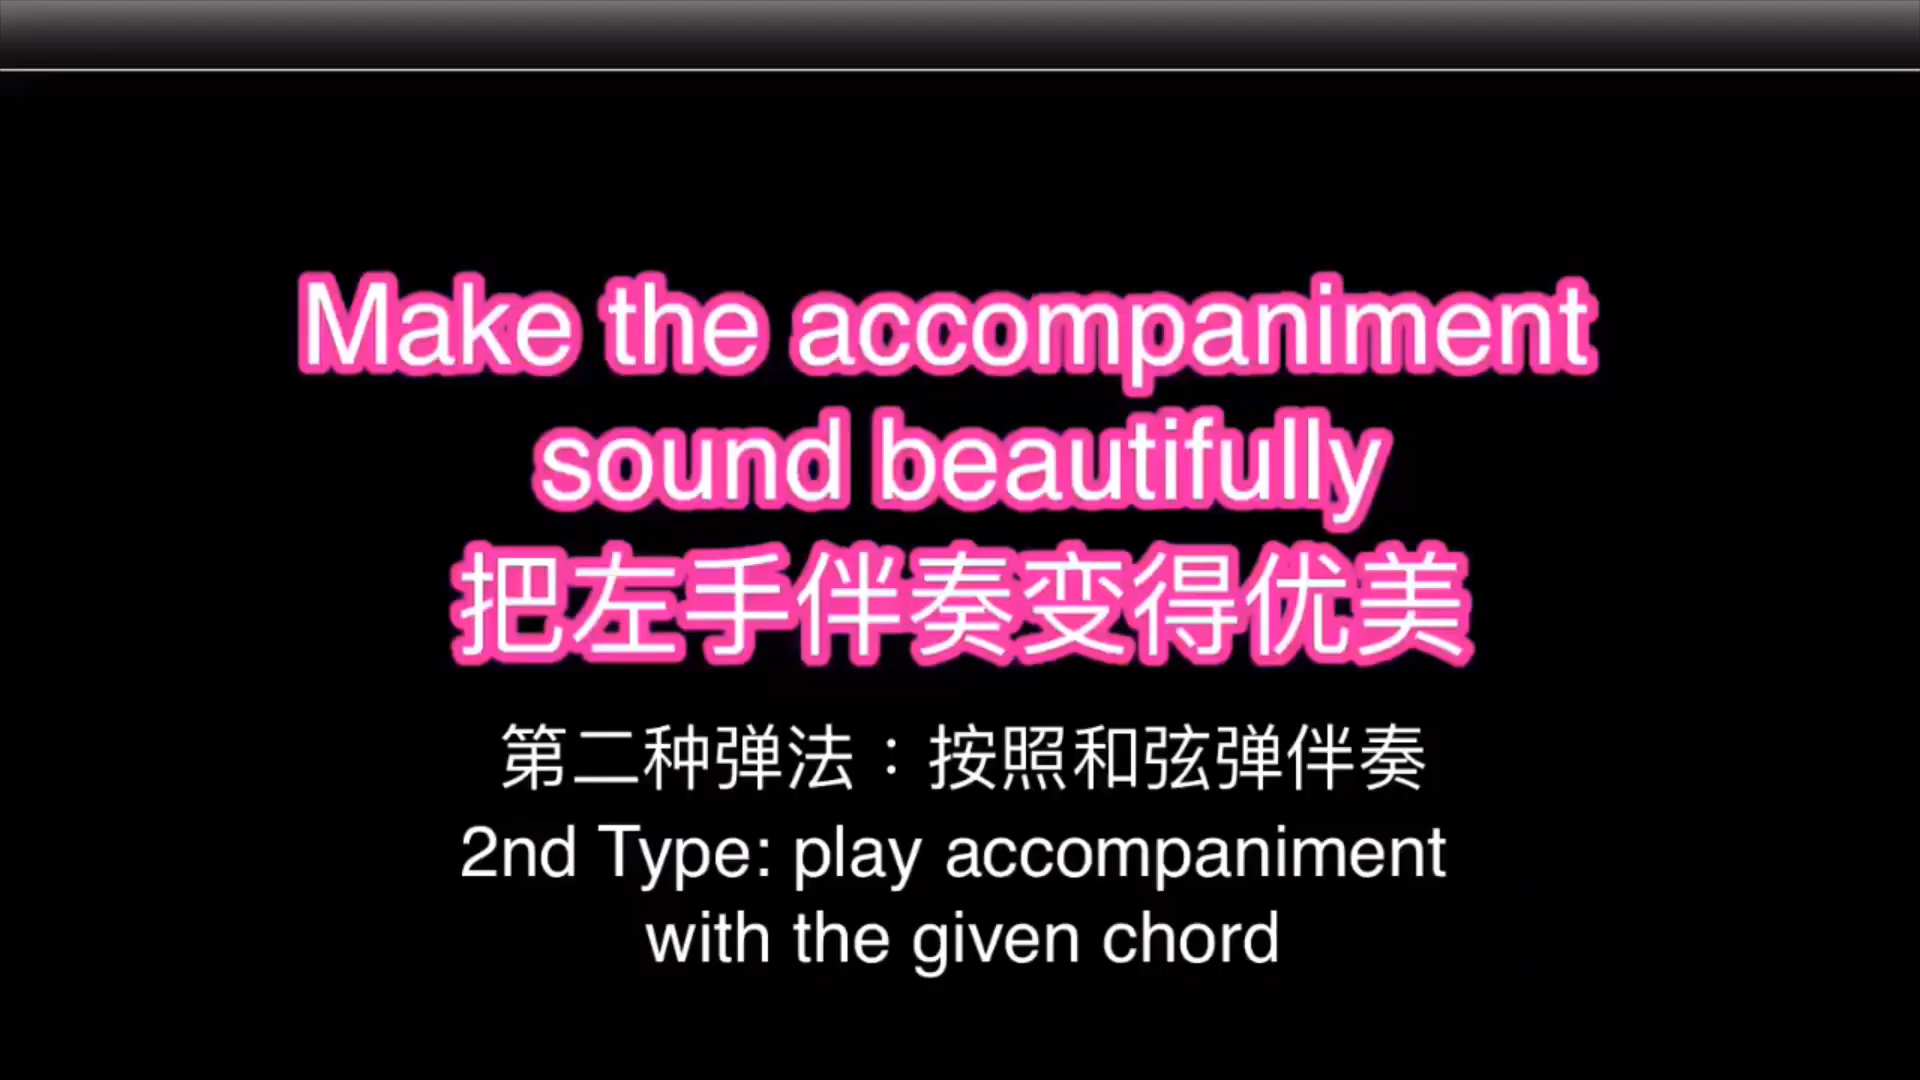 Make the accompaniment
sound beautifully
把左手伴奏变得优美
第二种弹法：按照和弦弹伴奏
2nd Type: play accompaniment
with the given chord